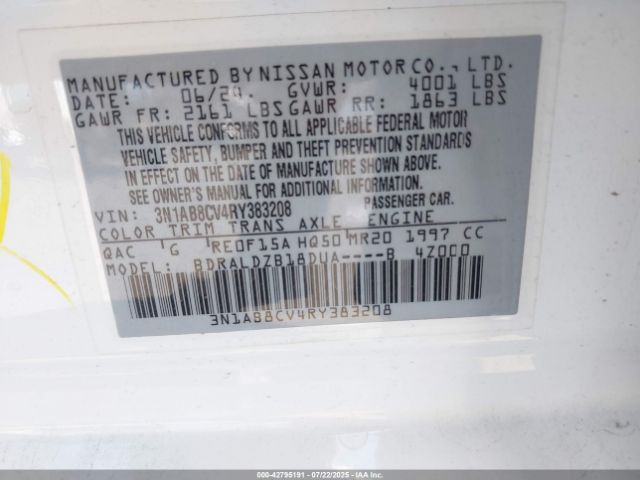 MANUFACTURED BY NISSAN MOTOR CO., LTD.
DATE: 06/24 GVWR: 4001 LBS
GAWR FR: 2161 LBS GAWR RR: 1863 LBS
THIS VEHICLE CONFORMS TO ALL APPLICABLE FEDERAL MOTOR
VEHICLE SAFETY, BUMPER AND THEFT PREVENTION STANDARDS
IN EFFECT ON THE DATE OF MANUFACTURE SHOWN ABOVE.
SEE OWNER'S MANUAL FOR ADDITIONAL INFORMATION.
VIN: 3N1AB8CV4RY383208 PASSENGER CAR.
COLOR TRIM TRANS AXLE ENGINE
QAC G RE0F15A HQ50 MR20 1997 CC
MODEL: BDRALDZB18DUA----B 4Z000
3N1AB8CV4RY383208
000-42795191 - 07/22/2025 - IAAI.COM